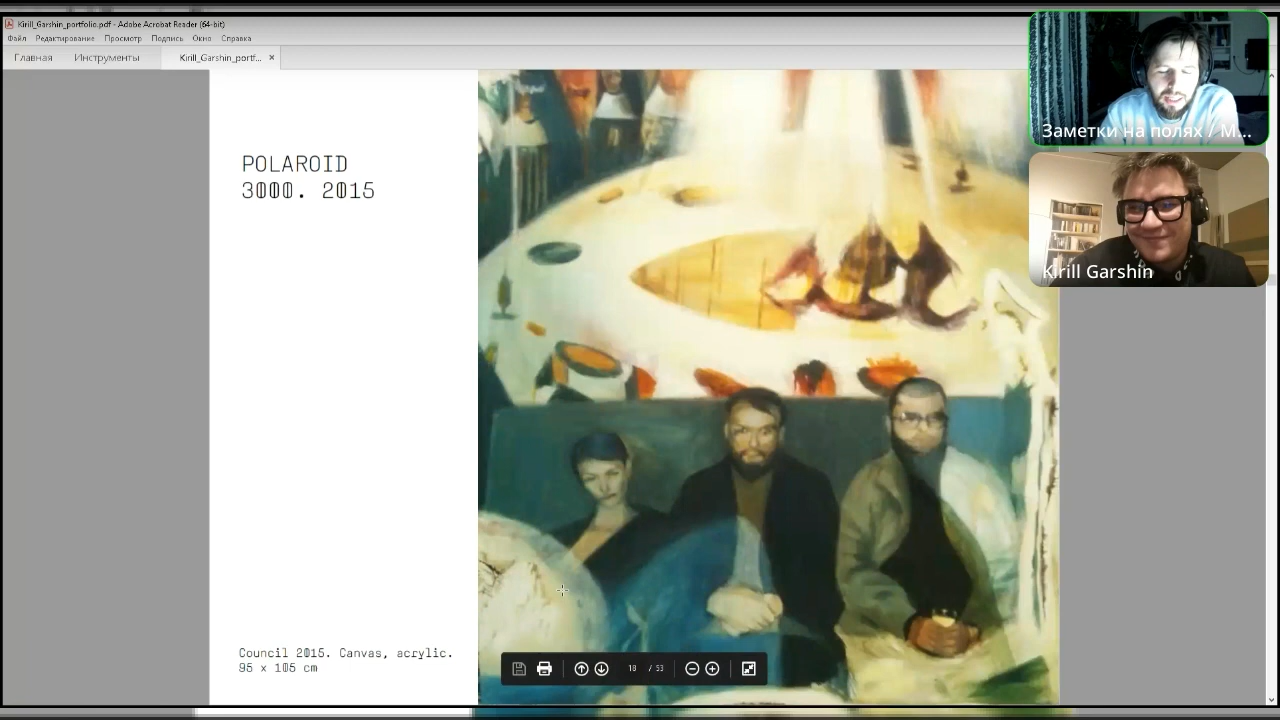 Kirill_Garshin_portfolio.pdf - Adobe Acrobat Reader (64-bit)
Файл Редактирование Просмотр Подпись Окно Справка
Главная Инструменты Kirill_Garshin_portf... ×
Заметки на полях / М...
POLAROID
3000. 2015
Kirill Garshin
Council 2015. Canvas, acrylic.
95 x 105 cm
18 / 53